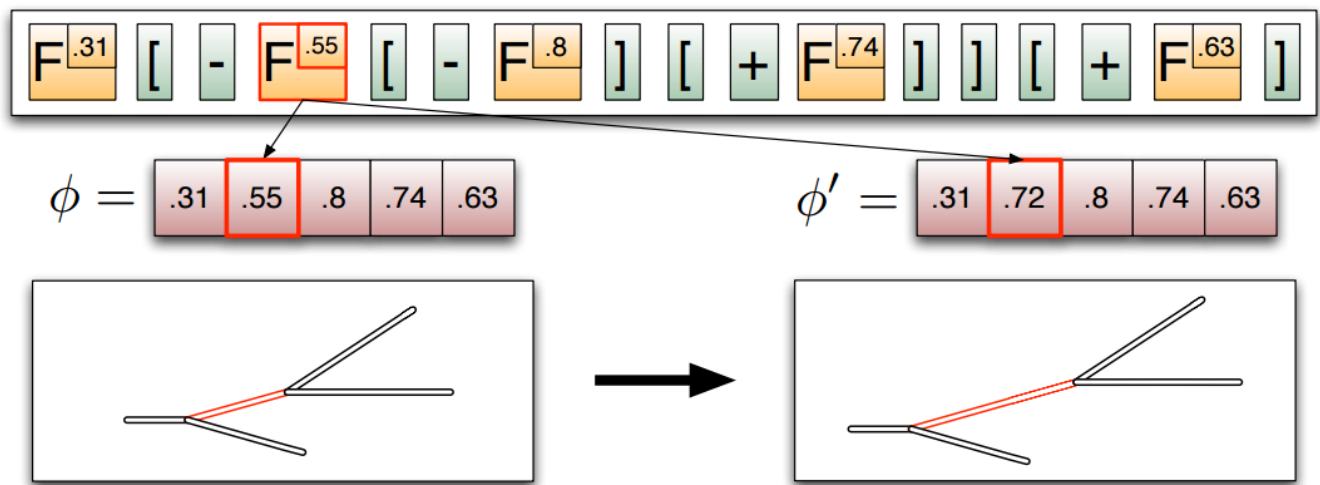 F.31 [ - F.55 [ - F.8 ] [ + F.74 ] ] [ + F.63 ]
ϕ = .31 .55 .8 .74 .63
ϕ′ = .31 .72 .8 .74 .63